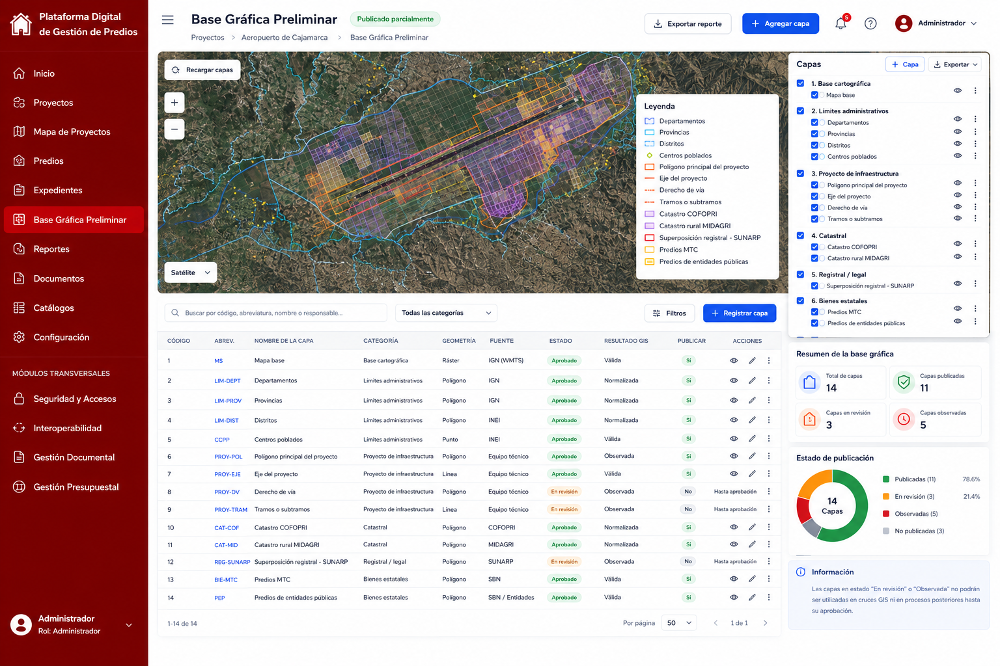 Plataforma Digital
de Gestión de Predios
Inicio
Proyectos
Mapa de Proyectos
Predios
Expedientes
Base Gráfica Preliminar
Reportes
Documentos
Catálogos
Configuración
MÓDULOS TRANSVERSALES
Seguridad y Accesos
Interoperabilidad
Gestión Documental
Gestión Presupuestal
Administrador
Rol: Administrador
Base Gráfica Preliminar Publicado parcialmente
Proyectos > Aeropuerto de Cajamarca > Base Gráfica Preliminar
Exportar reporte
+ Agregar capa
5
Administrador
Recargar capas
+
−
Satélite
Leyenda
Departamentos
Provincias
Distritos
Centros poblados
Polígono principal del proyecto
Eje del proyecto
Derecho de vía
Tramos o subtramos
Catastro COFOPRI
Catastro rural MIDAGRI
Superposición registral - SUNARP
Predios MTC
Predios de entidades públicas
Capas + Capa Exportar
1. Base cartográfica
Mapa base
2. Límites administrativos
Departamentos
Provincias
Distritos
Centros poblados
3. Proyecto de infraestructura
Polígono principal del proyecto
Eje del proyecto
Derecho de vía
Tramos o subtramos
4. Catastral
Catastro COFOPRI
Catastro rural MIDAGRI
5. Registral / legal
Superposición registral - SUNARP
6. Bienes estatales
Predios MTC
Predios de entidades públicas
Buscar por código, abreviatura, nombre o responsable...
Todas las categorías
Filtros
+ Registrar capa
CÓDIGO ABREV. NOMBRE DE LA CAPA CATEGORÍA GEOMETRÍA FUENTE ESTADO RESULTADO GIS PUBLICAR ACCIONES
1 MS Mapa base Base cartográfica Ráster IGN (WMTS) Aprobado Válida Sí
2 LIM-DEPT Departamentos Límites administrativos Polígono IGN Aprobado Normalizada Sí
3 LIM-PROV Provincias Límites administrativos Polígono IGN Aprobado Normalizada Sí
4 LIM-DIST Distritos Límites administrativos Polígono INEI Aprobado Normalizada Sí
5 CCPP Centros poblados Límites administrativos Punto INEI Aprobado Válida Sí
6 PROY-POL Polígono principal del proyecto Proyecto de infraestructura Polígono Equipo técnico Aprobado Observada Sí
7 PROY-EJE Eje del proyecto Proyecto de infraestructura Línea Equipo técnico Aprobado Válida Sí
8 PROY-DV Derecho de vía Proyecto de infraestructura Polígono Equipo técnico En revisión Observada No Hasta aprobación
9 PROY-TRAM Tramos o subtramos Proyecto de infraestructura Línea Equipo técnico En revisión Observada No Hasta aprobación
10 CAT-COF Catastro COFOPRI Catastral Polígono COFOPRI Aprobado Normalizada Sí
11 CAT-MID Catastro rural MIDAGRI Catastral Polígono MIDAGRI Aprobado Normalizada Sí
12 REG-SUNARP Superposición registral - SUNARP Registral / legal Polígono SUNARP En revisión Observada No Hasta aprobación
13 BIE-MTC Predios MTC Bienes estatales Polígono SBN Aprobado Válida Sí
14 PEP Predios de entidades públicas Bienes estatales Polígono SBN / Entidades Aprobado Válida Sí
1-14 de 14
Por página 50 < 1 de 1 >
Resumen de la base gráfica
Total de capas
14
Capas publicadas
11
Capas en revisión
3
Capas observadas
5
Estado de publicación
14
Capas
Publicadas (11) 78.6%
En revisión (3) 21.4%
Observadas (5)
No publicadas (3)
Información
Las capas en estado "En revisión" o "Observada" no podrán
ser utilizadas en cruces GIS ni en procesos posteriores hasta
su aprobación.